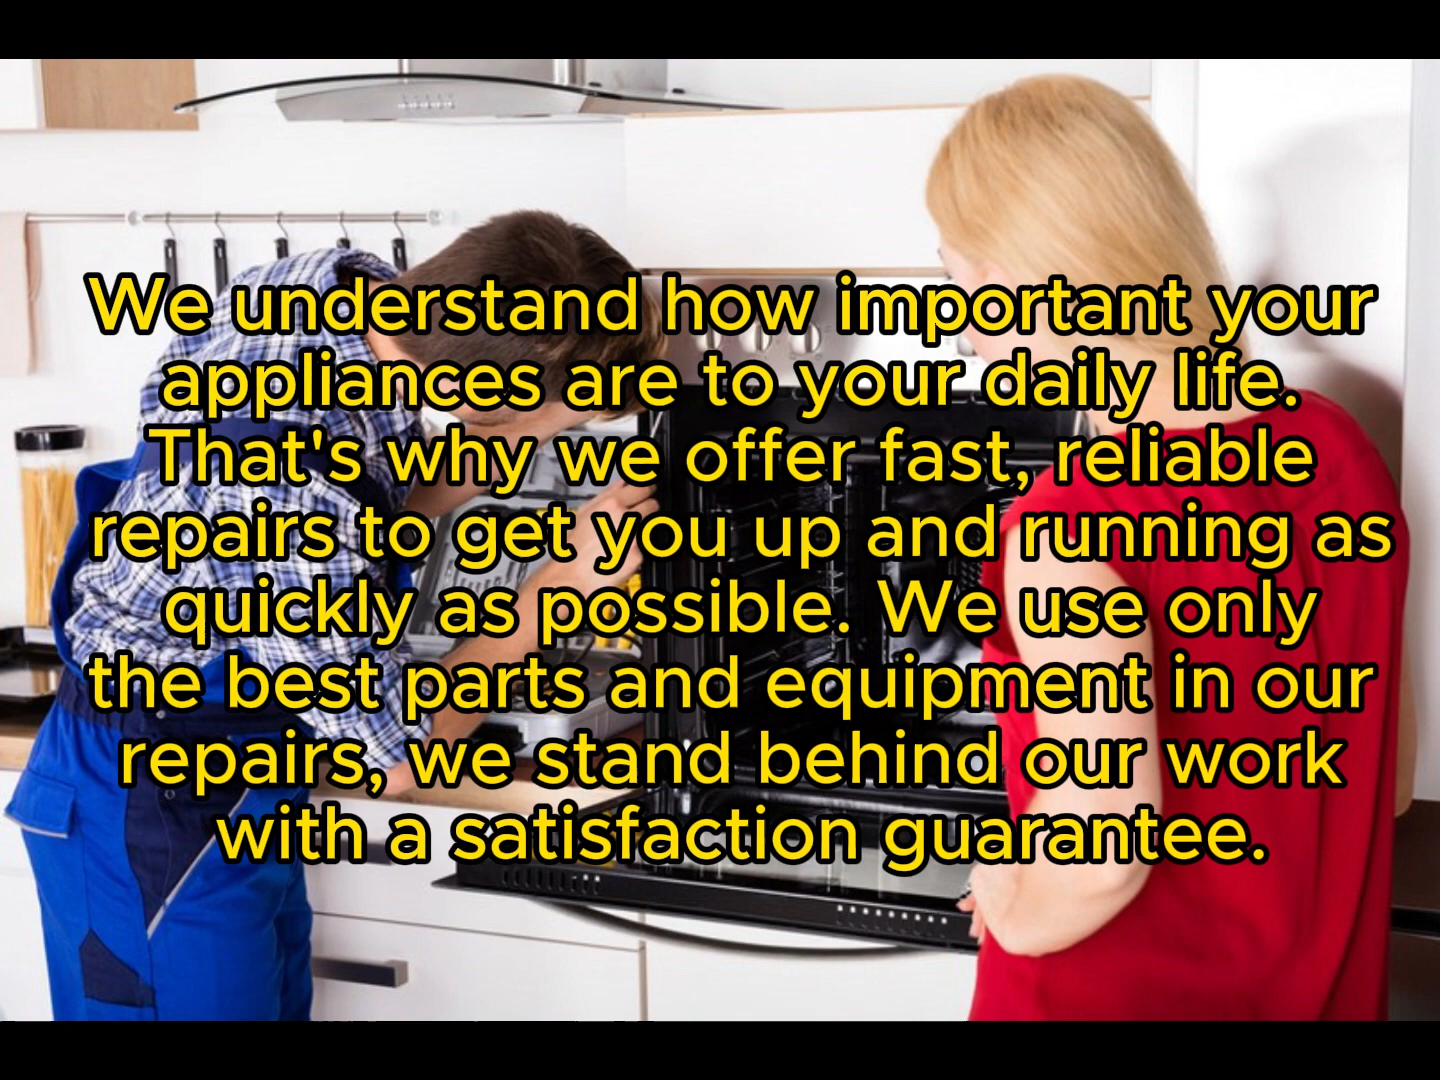 We understand how important your
appliances are to your daily life.
That's why we offer fast, reliable
repairs to get you up and running as
quickly as possible. We use only
the best parts and equipment in our
repairs, we stand behind our work
with a satisfaction guarantee.